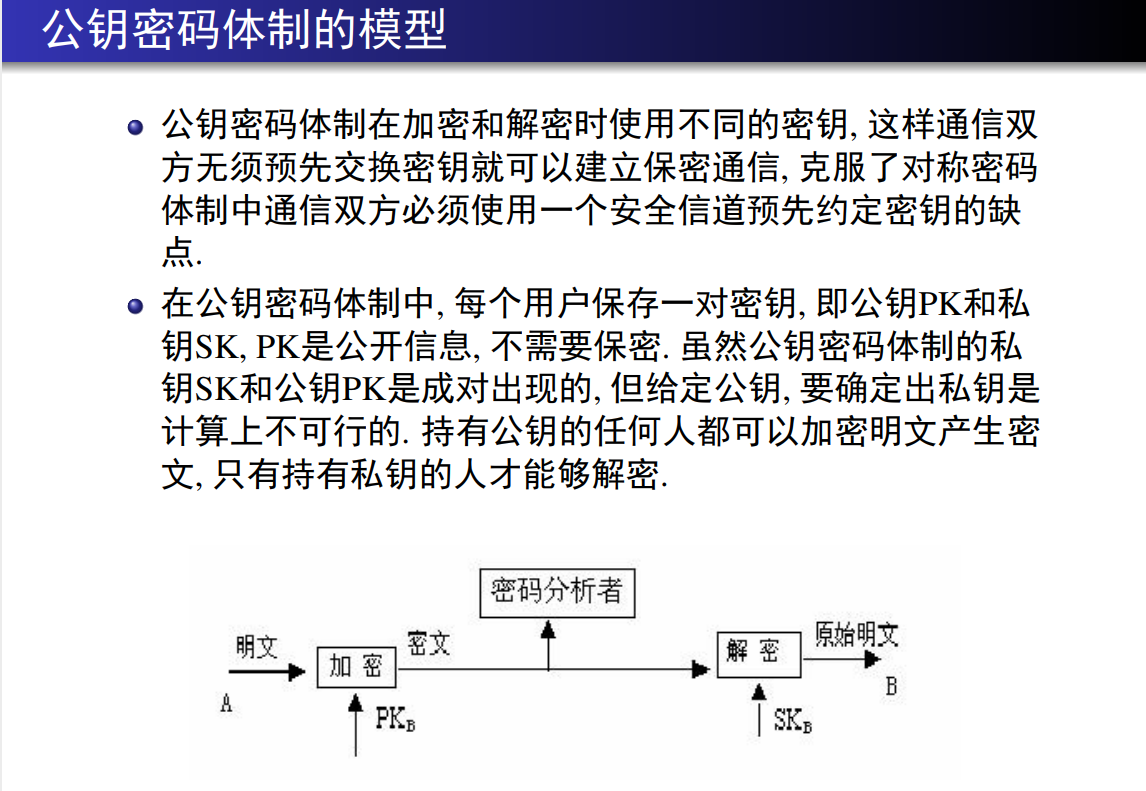 公钥密码体制的模型
公钥密码体制在加密和解密时使用不同的密钥, 这样通信双
方无须预先交换密钥就可以建立保密通信, 克服了对称密码
体制中通信双方必须使用一个安全信道预先约定密钥的缺
点.
在公钥密码体制中, 每个用户保存一对密钥, 即公钥PK和私
钥SK, PK是公开信息, 不需要保密. 虽然公钥密码体制的私
钥SK和公钥PK是成对出现的, 但给定公钥, 要确定出私钥是
计算上不可行的. 持有公钥的任何人都可以加密明文产生密
文, 只有持有私钥的人才能够解密.
密码分析者
明文
加 密
密文
解 密
原始明文
A
PKB
SKB
B